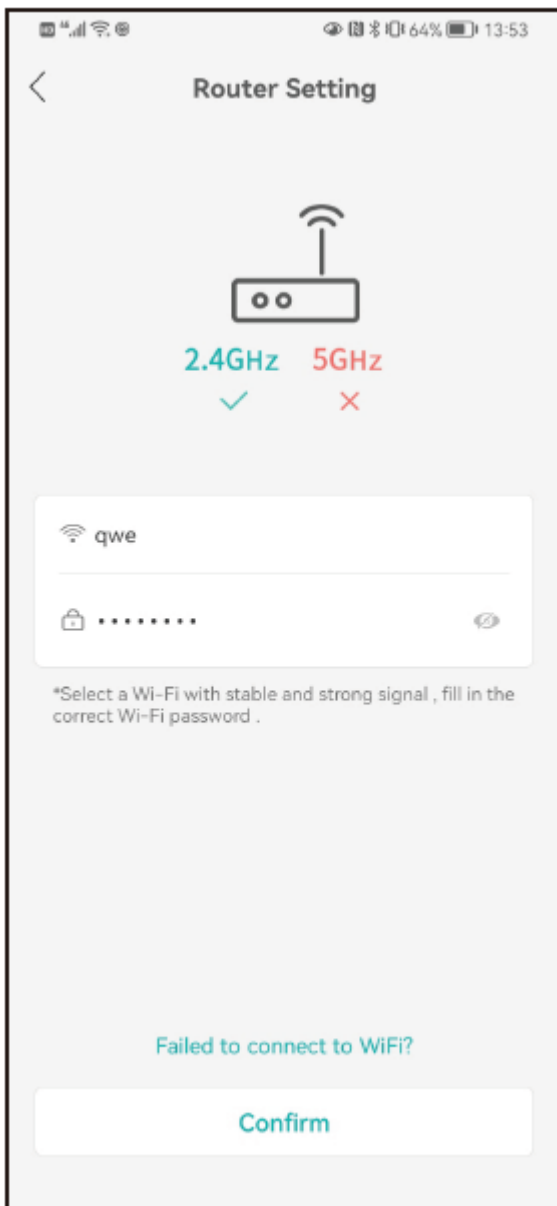 64% 13:53
Router Setting
2.4GHz 5GHz
qwe
••••••••
*Select a Wi-Fi with stable and strong signal , fill in the
correct Wi-Fi password .
Failed to connect to WiFi?
Confirm